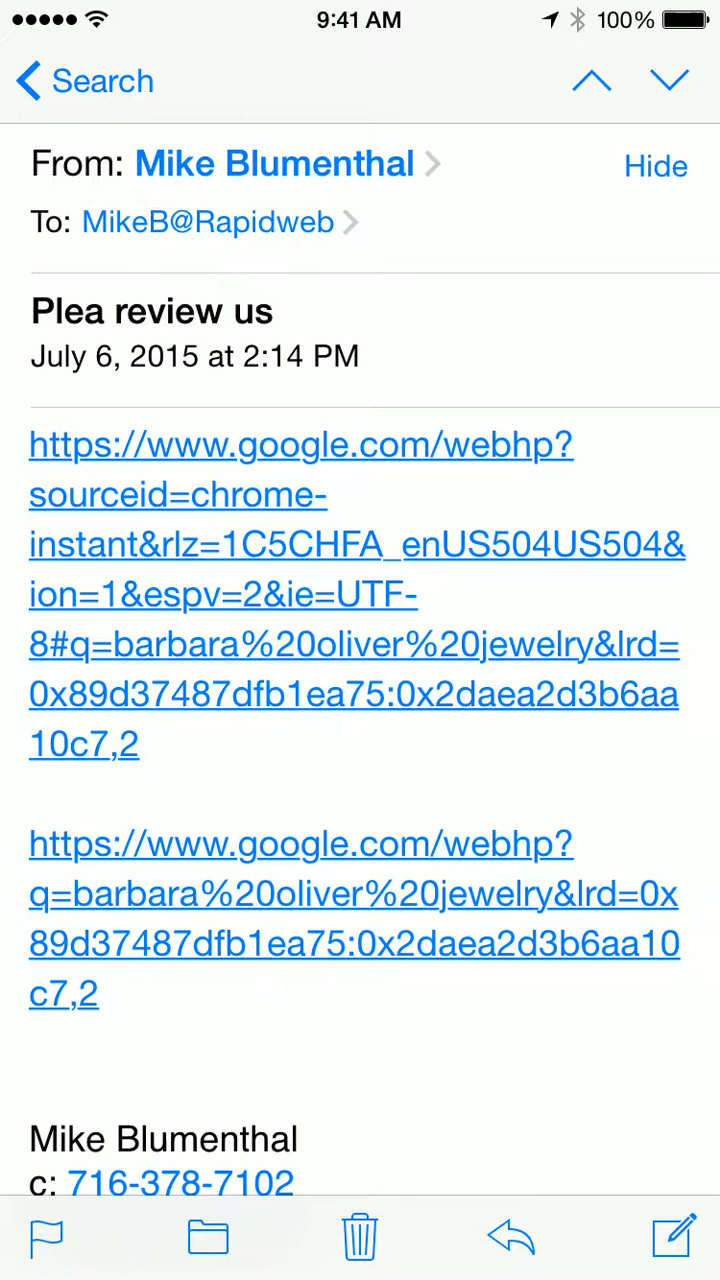 9:41 AM
100%
Search
From: Mike Blumenthal
Hide
To: MikeB@Rapidweb
Plea review us
July 6, 2015 at 2:14 PM
https://www.google.com/webhp?
sourceid=chrome-
instant&rlz=1C5CHFA_enUS504US504&
ion=1&espv=2&ie=UTF-
8#q=barbara%20oliver%20jewelry&lrd=
0x89d37487dfb1ea75:0x2daea2d3b6aa
10c7,2
https://www.google.com/webhp?
q=barbara%20oliver%20jewelry&lrd=0x
89d37487dfb1ea75:0x2daea2d3b6aa10
c7,2
Mike Blumenthal
c: 716-378-7102